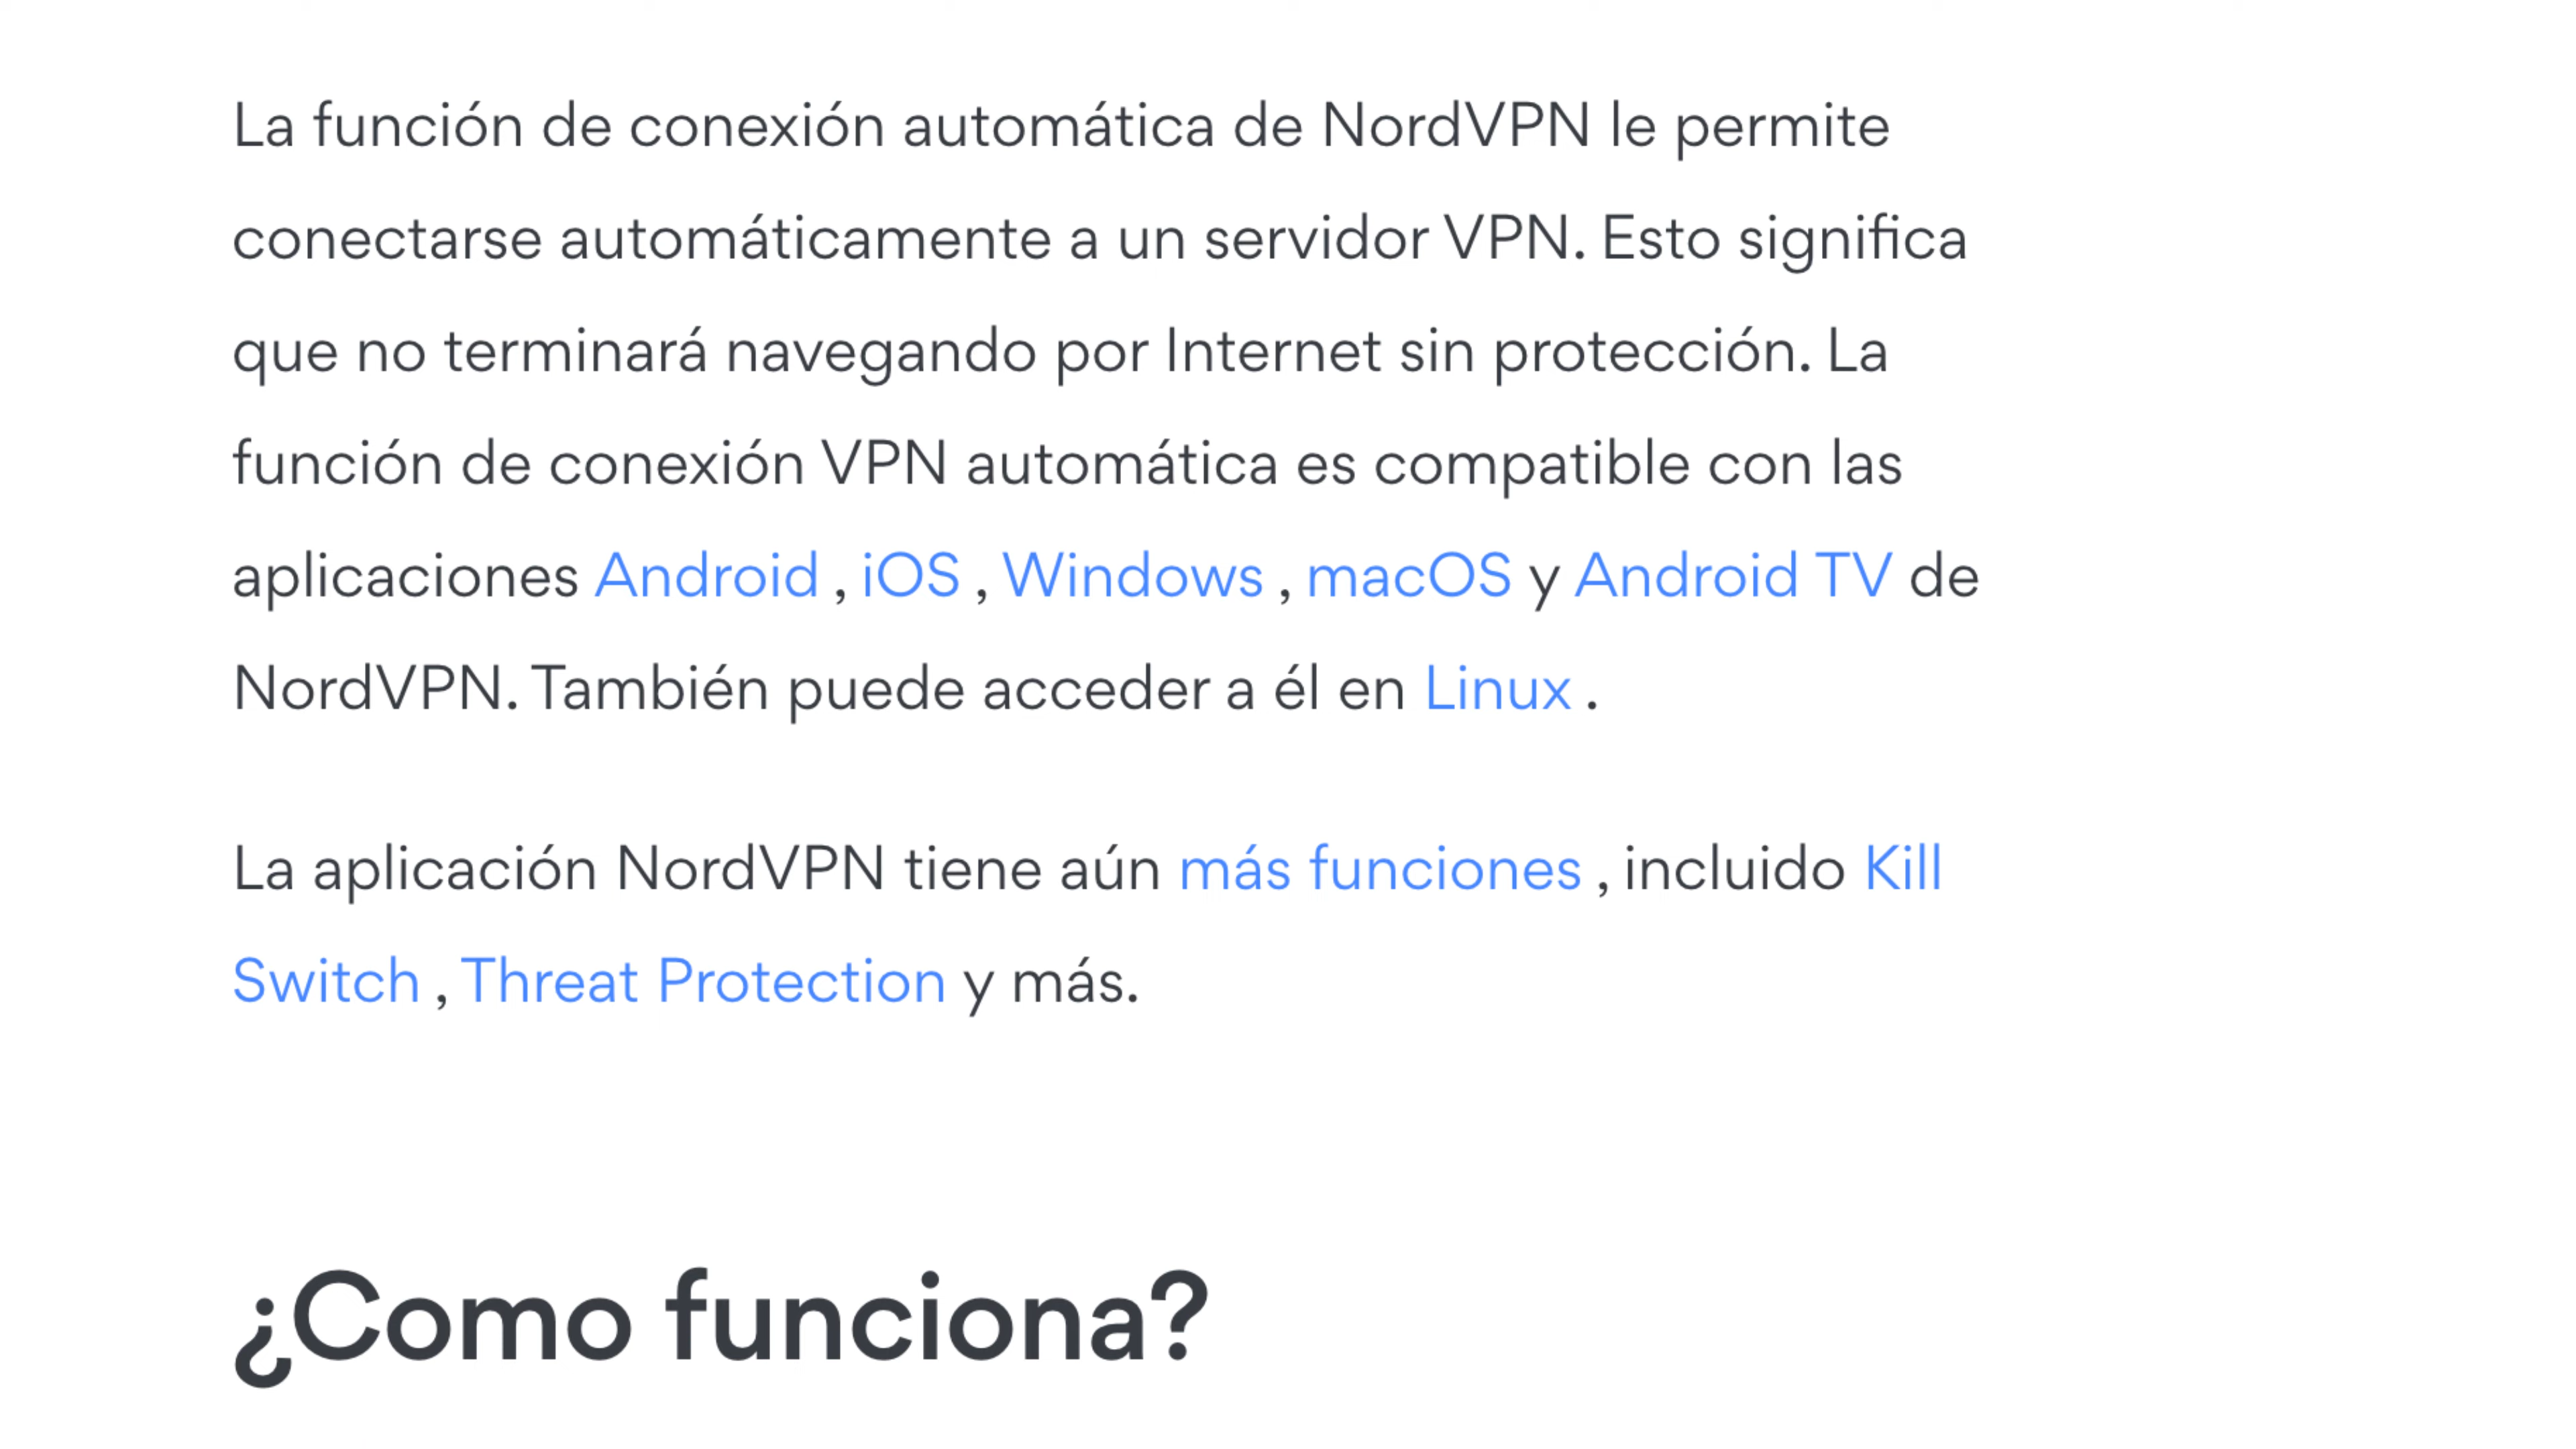 La función de conexión automática de NordVPN le permite
conectarse automáticamente a un servidor VPN. Esto significa
que no terminará navegando por Internet sin protección. La
función de conexión VPN automática es compatible con las
aplicaciones Android , iOS , Windows , macOS y Android TV de
NordVPN. También puede acceder a él en Linux .
La aplicación NordVPN tiene aún más funciones , incluido Kill
Switch , Threat Protection y más.
¿Como funciona?